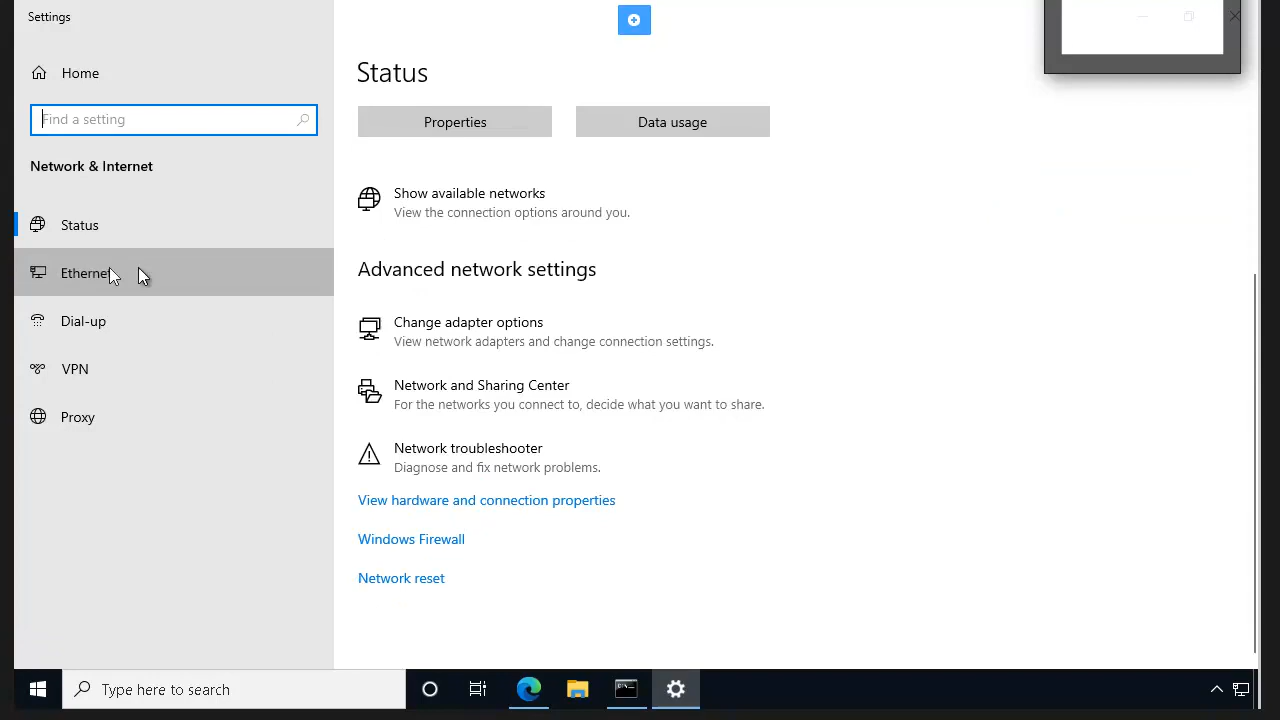 Settings
Home
Find a setting
Network & Internet
Status
Ethernet
Dial-up
VPN
Proxy
Status
Properties
Data usage
Show available networks
View the connection options around you.
Advanced network settings
Change adapter options
View network adapters and change connection settings.
Network and Sharing Center
For the networks you connect to, decide what you want to share.
Network troubleshooter
Diagnose and fix network problems.
View hardware and connection properties
Windows Firewall
Network reset
Type here to search